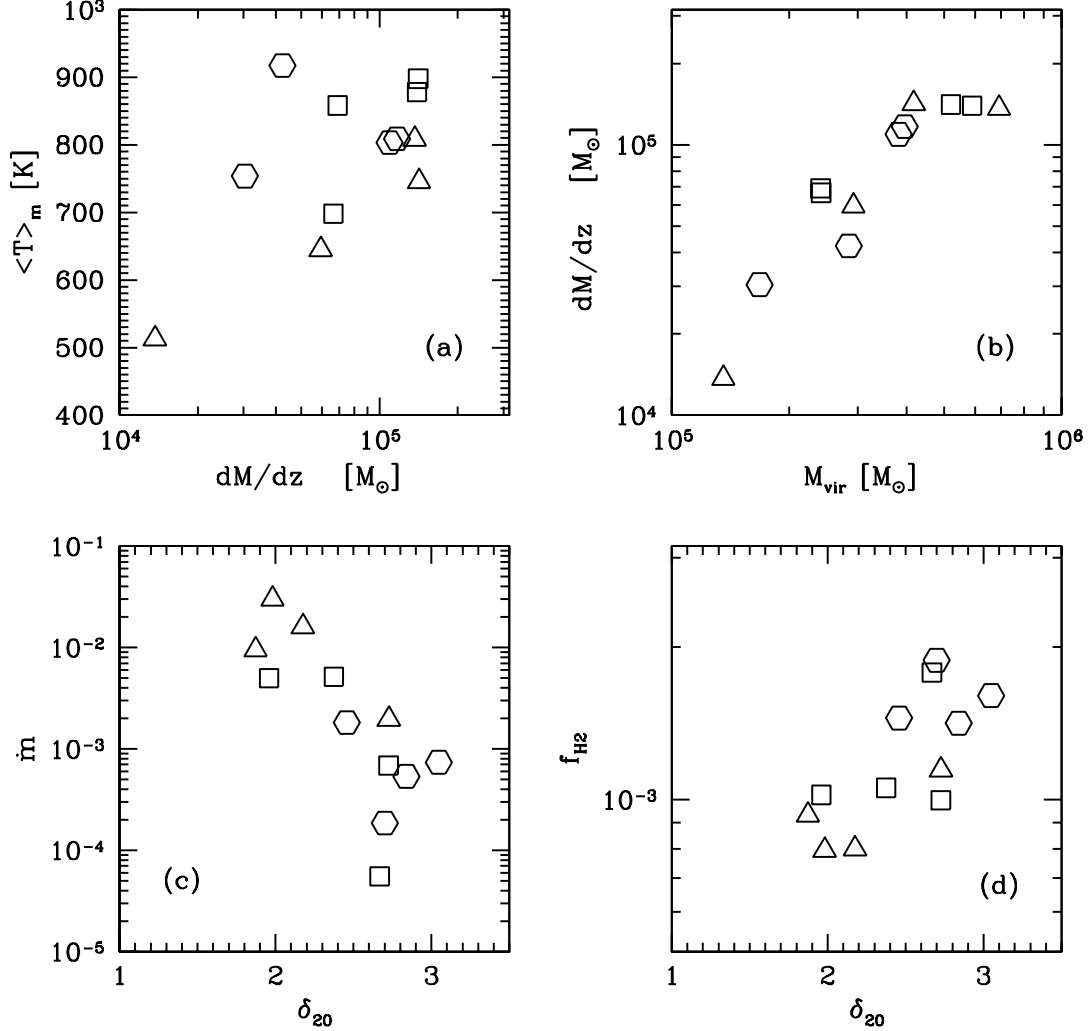 10³
900
800
700
600
500
400
<T>ₘ [K]
(a)
10⁴ 10⁵
dM/dz [M⊙]
10⁵
10⁴
dM/dz [M⊙]
(b)
10⁵ 10⁶
Mᵥᵢᵣ [M⊙]
10⁻¹
10⁻²
10⁻³
10⁻⁴
10⁻⁵
ṁ
(c)
1 2 3
δ₂₀
10⁻³
f_H2
(d)
1 2 3
δ₂₀